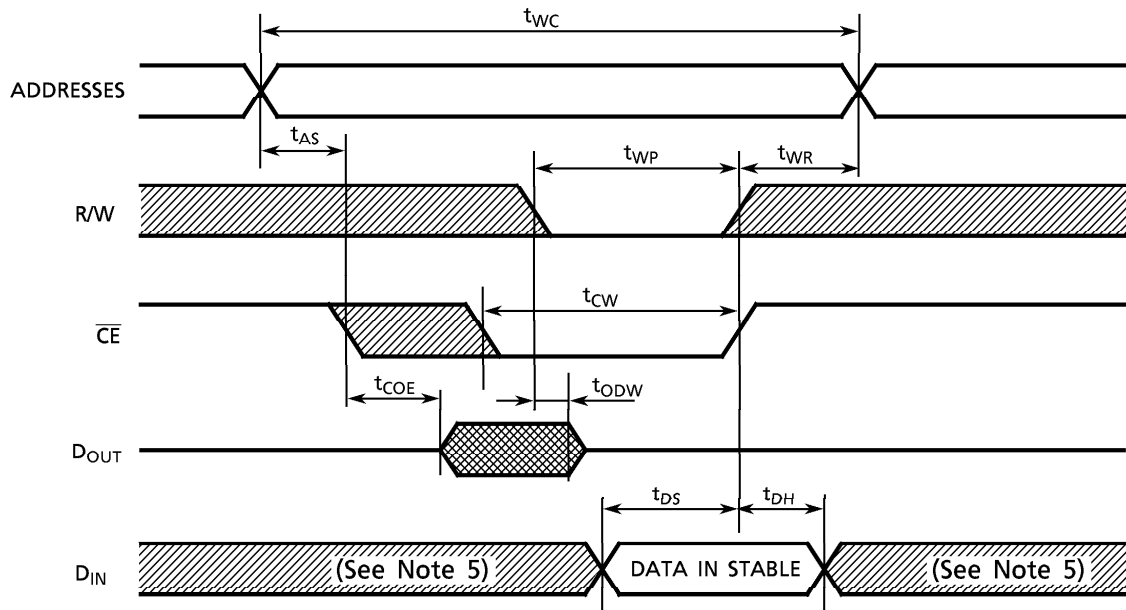 tWC
ADDRESSES
tAS
tWP
tWR
R/W
tCW
C̅E̅
tCOE
tODW
DOUT
tDS
tDH
DIN
(See Note 5)
DATA IN STABLE
(See Note 5)